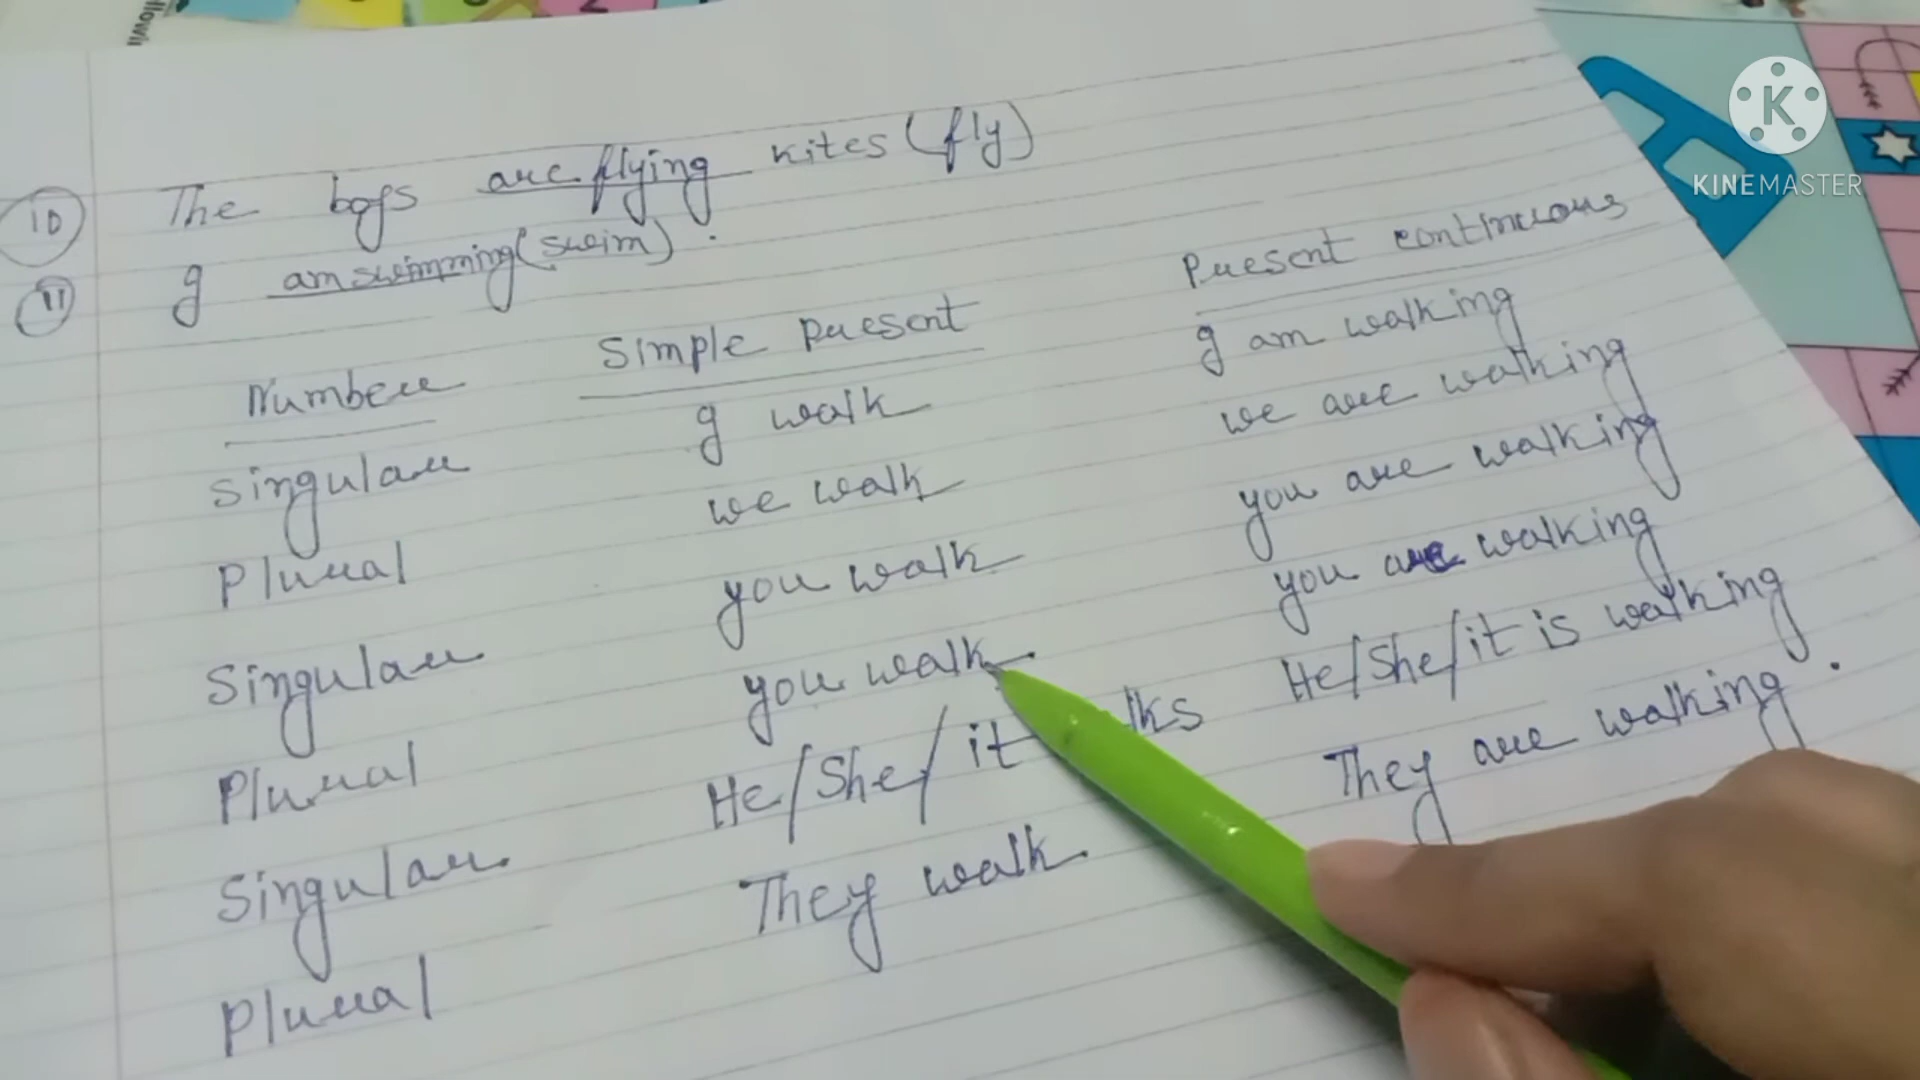 10 The boys are flying kites (fly)
11 I am swimming (swim).
Number Simple present Present continuous
Singular I walk I am walking
Plural we walk we are walking
Singular you walk you are walking
Plural you walk you are walking
Singular He/She/it He/She/it is walking
Plural They walk They are walking.
KINEMASTER